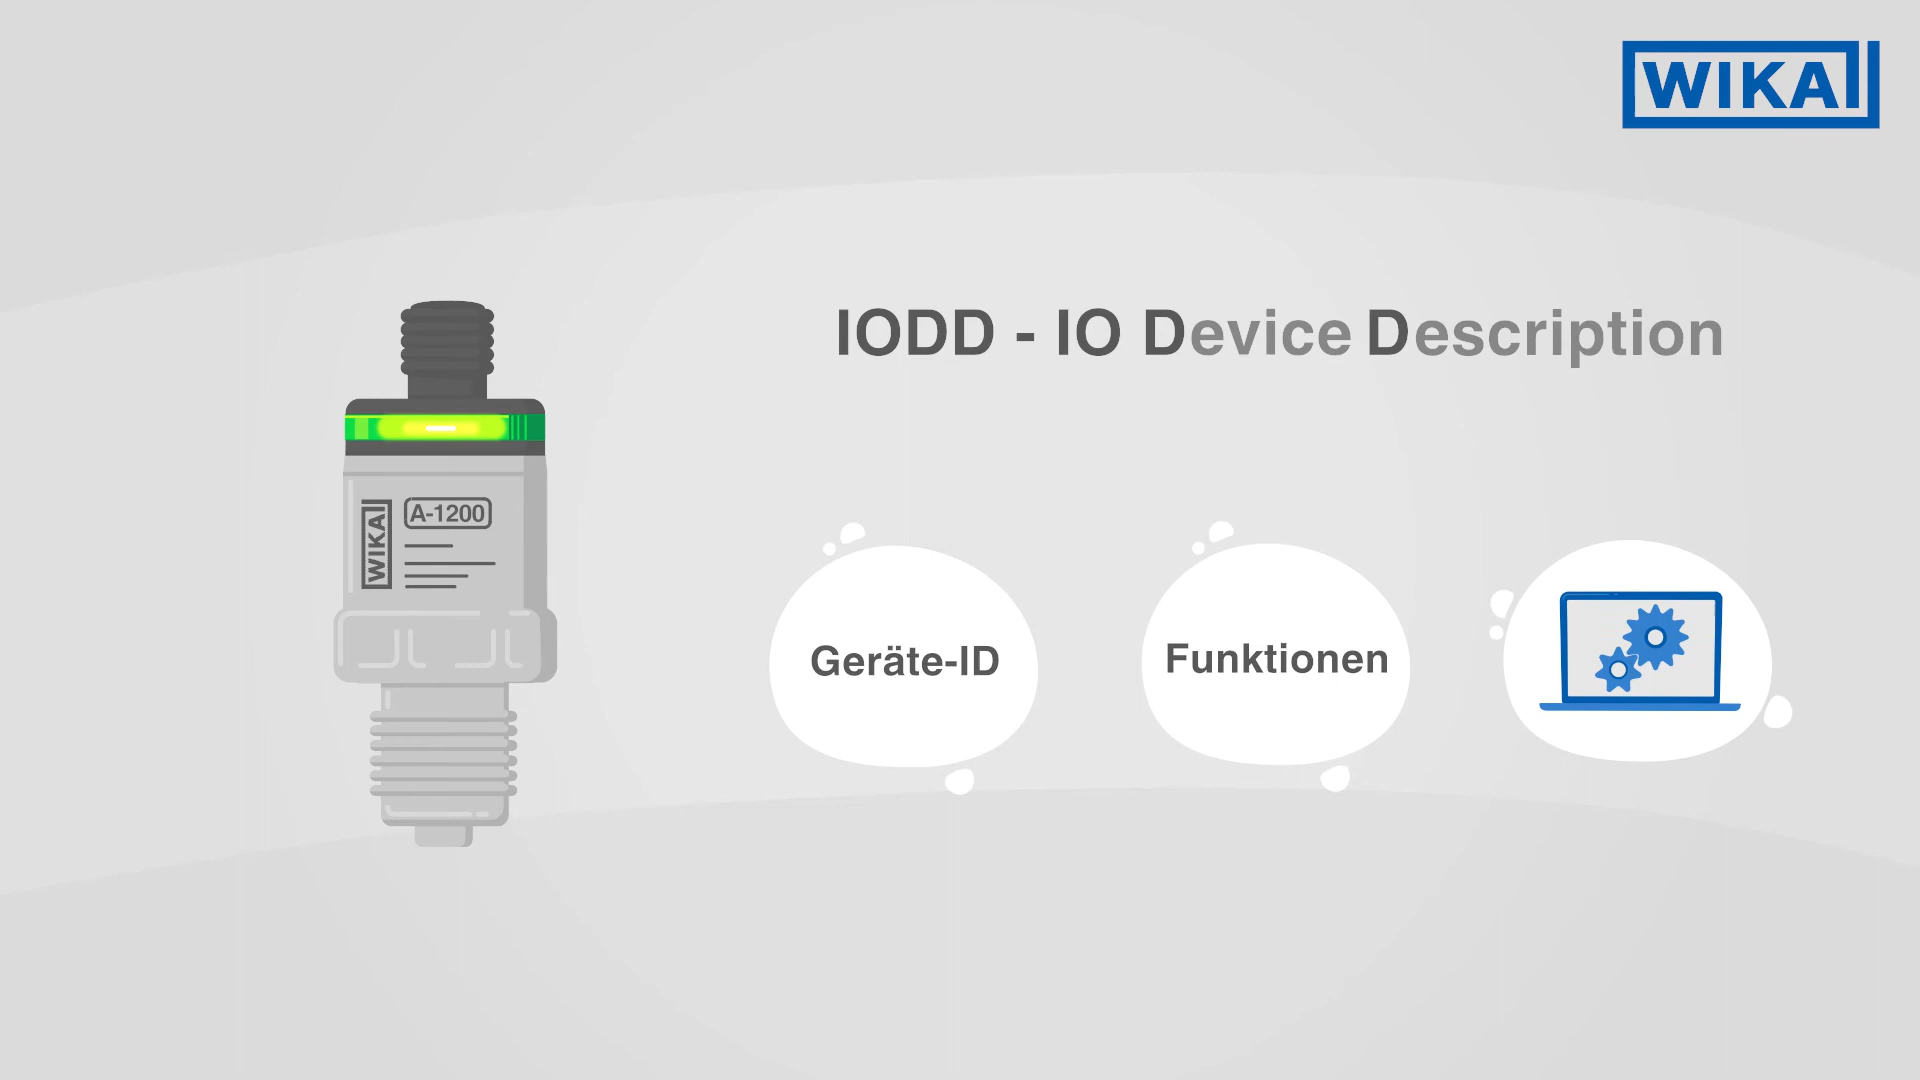 WIKA
IODD - IO Device Description
WIKA
A-1200
Geräte-ID
Funktionen